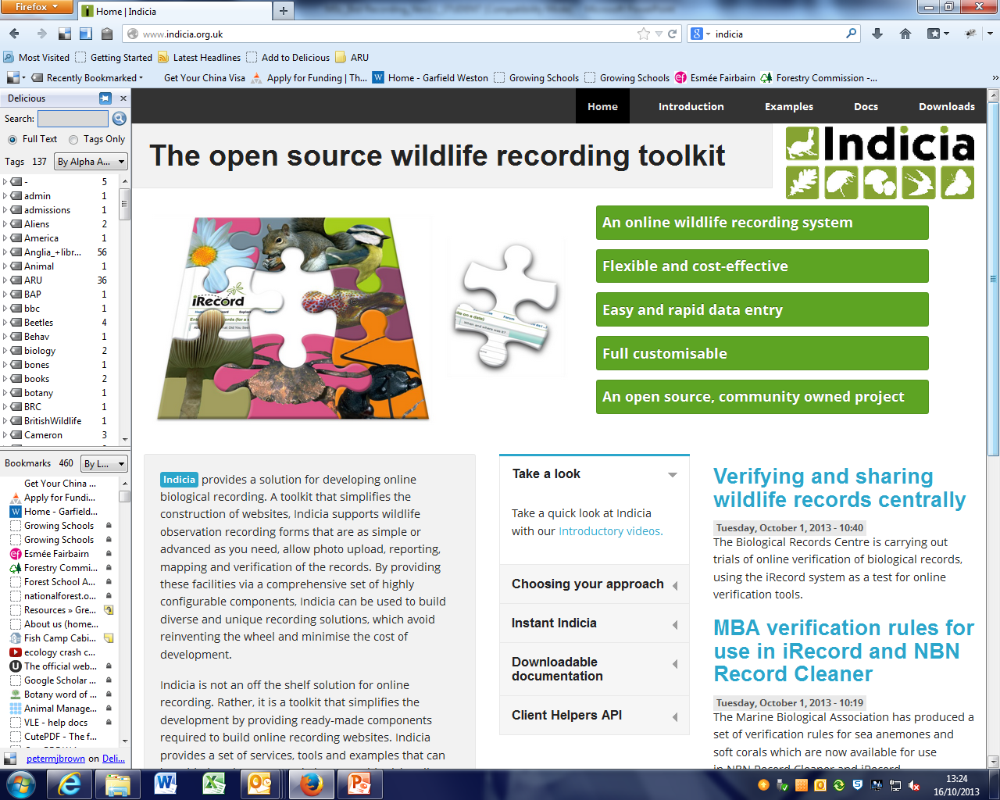 Firefox
Home | Indicia
www.indicia.org.uk
indicia
Most Visited
Getting Started
Latest Headlines
Add to Delicious
ARU
Recently Bookmarked
Get Your China Visa
Apply for Funding | Th...
Home - Garfield Weston
Growing Schools
Growing Schools
Esmée Fairbairn
Forestry Commission -...
Delicious
Search:
Full Text
Tags Only
Tags 137
By Alpha A...
- 5
admin 1
admissions 1
Aliens 2
America 1
Anglia_+libr... 56
Animal 1
ARU 36
BAP 1
bbc 1
Beetles 4
Behav 1
biology 2
bones 1
books 2
botany 1
BRC 1
BritishWildlife 1
Cameron 3
Bookmarks 460
By L...
Get Your China ...
Apply for Fundi...
Home - Garfield...
Growing Schools
Growing Schools
Esmée Fairbairn
Forestry Commi...
Forest School A...
nationalforest.o...
Resources » Gre...
About us (home...
Fish Camp Cabi...
ecology crash c...
The official web...
Google Scholar ...
Botany word of ...
Animal Manage...
VLE - help docs
CutePDF - The f...
petermjbrown on Deli...
Home
Introduction
Examples
Docs
Downloads
The open source wildlife recording toolkit
Indicia
iRecord
An online wildlife recording system
Flexible and cost-effective
Easy and rapid data entry
Full customisable
An open source, community owned project
Indicia provides a solution for developing online
biological recording. A toolkit that simplifies the
construction of websites, Indicia supports wildlife
observation recording forms that are as simple or
advanced as you need, allow photo upload, reporting,
mapping and verification of the records. By providing
these facilities via a comprehensive set of highly
configurable components, Indicia can be used to build
diverse and unique recording solutions, which avoid
reinventing the wheel and minimise the cost of
development.
Indicia is not an off the shelf solution for online
recording. Rather, it is a toolkit that simplifies the
development by providing ready-made components
required to build online recording websites. Indicia
provides a set of services, tools and examples that can
Take a look
Take a quick look at Indicia
with our Introductory videos.
Choosing your approach
Instant Indicia
Downloadable
documentation
Client Helpers API
Verifying and sharing
wildlife records centrally
Tuesday, October 1, 2013 - 10:40
The Biological Records Centre is carrying out
trials of online verification of biological records,
using the iRecord system as a test for online
verification tools.
MBA verification rules for
use in iRecord and NBN
Record Cleaner
Tuesday, October 1, 2013 - 10:19
The Marine Biological Association has produced a
set of verification rules for sea anemones and
soft corals which are now available for use
in NBN Record Cleaner and iRecord
13:24
16/10/2013